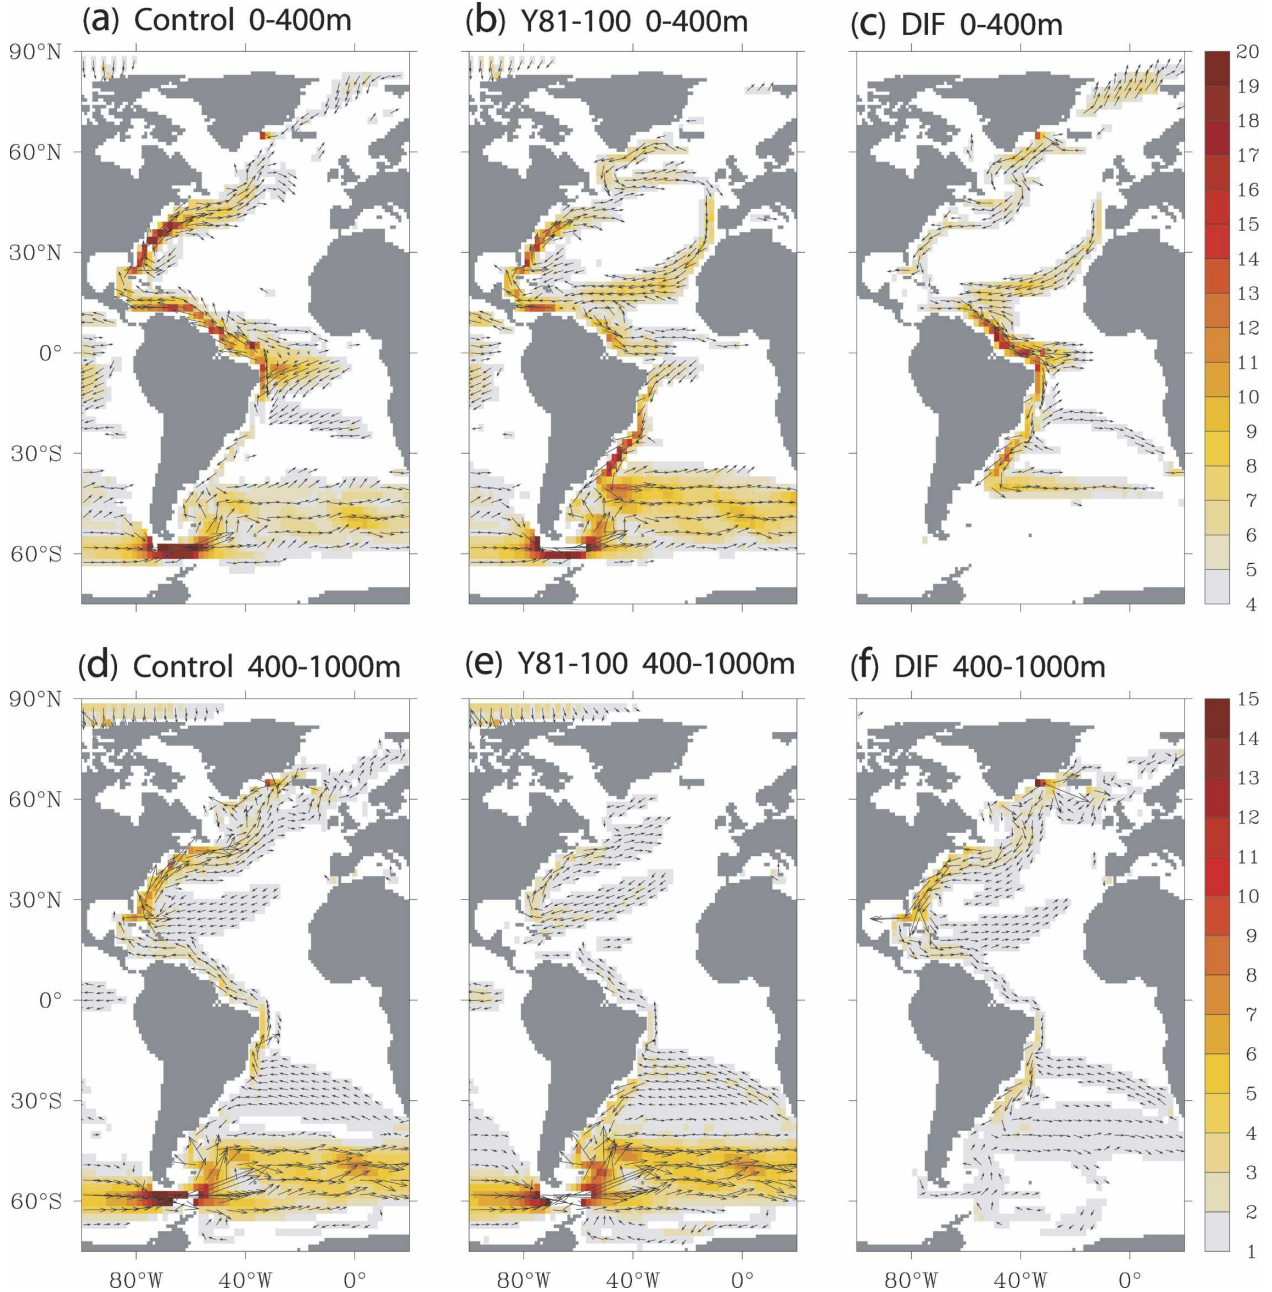 (a) Control 0-400m
(b) Y81-100 0-400m
(c) DIF 0-400m
90°N
60°N
30°N
0°
30°S
60°S
20
19
18
17
16
15
14
13
12
11
10
9
8
7
6
5
4
(d) Control 400-1000m
(e) Y81-100 400-1000m
(f) DIF 400-1000m
90°N
60°N
30°N
0°
30°S
60°S
15
14
13
12
11
10
9
8
7
6
5
4
3
2
1
80°W 40°W 0°
80°W 40°W 0°
80°W 40°W 0°